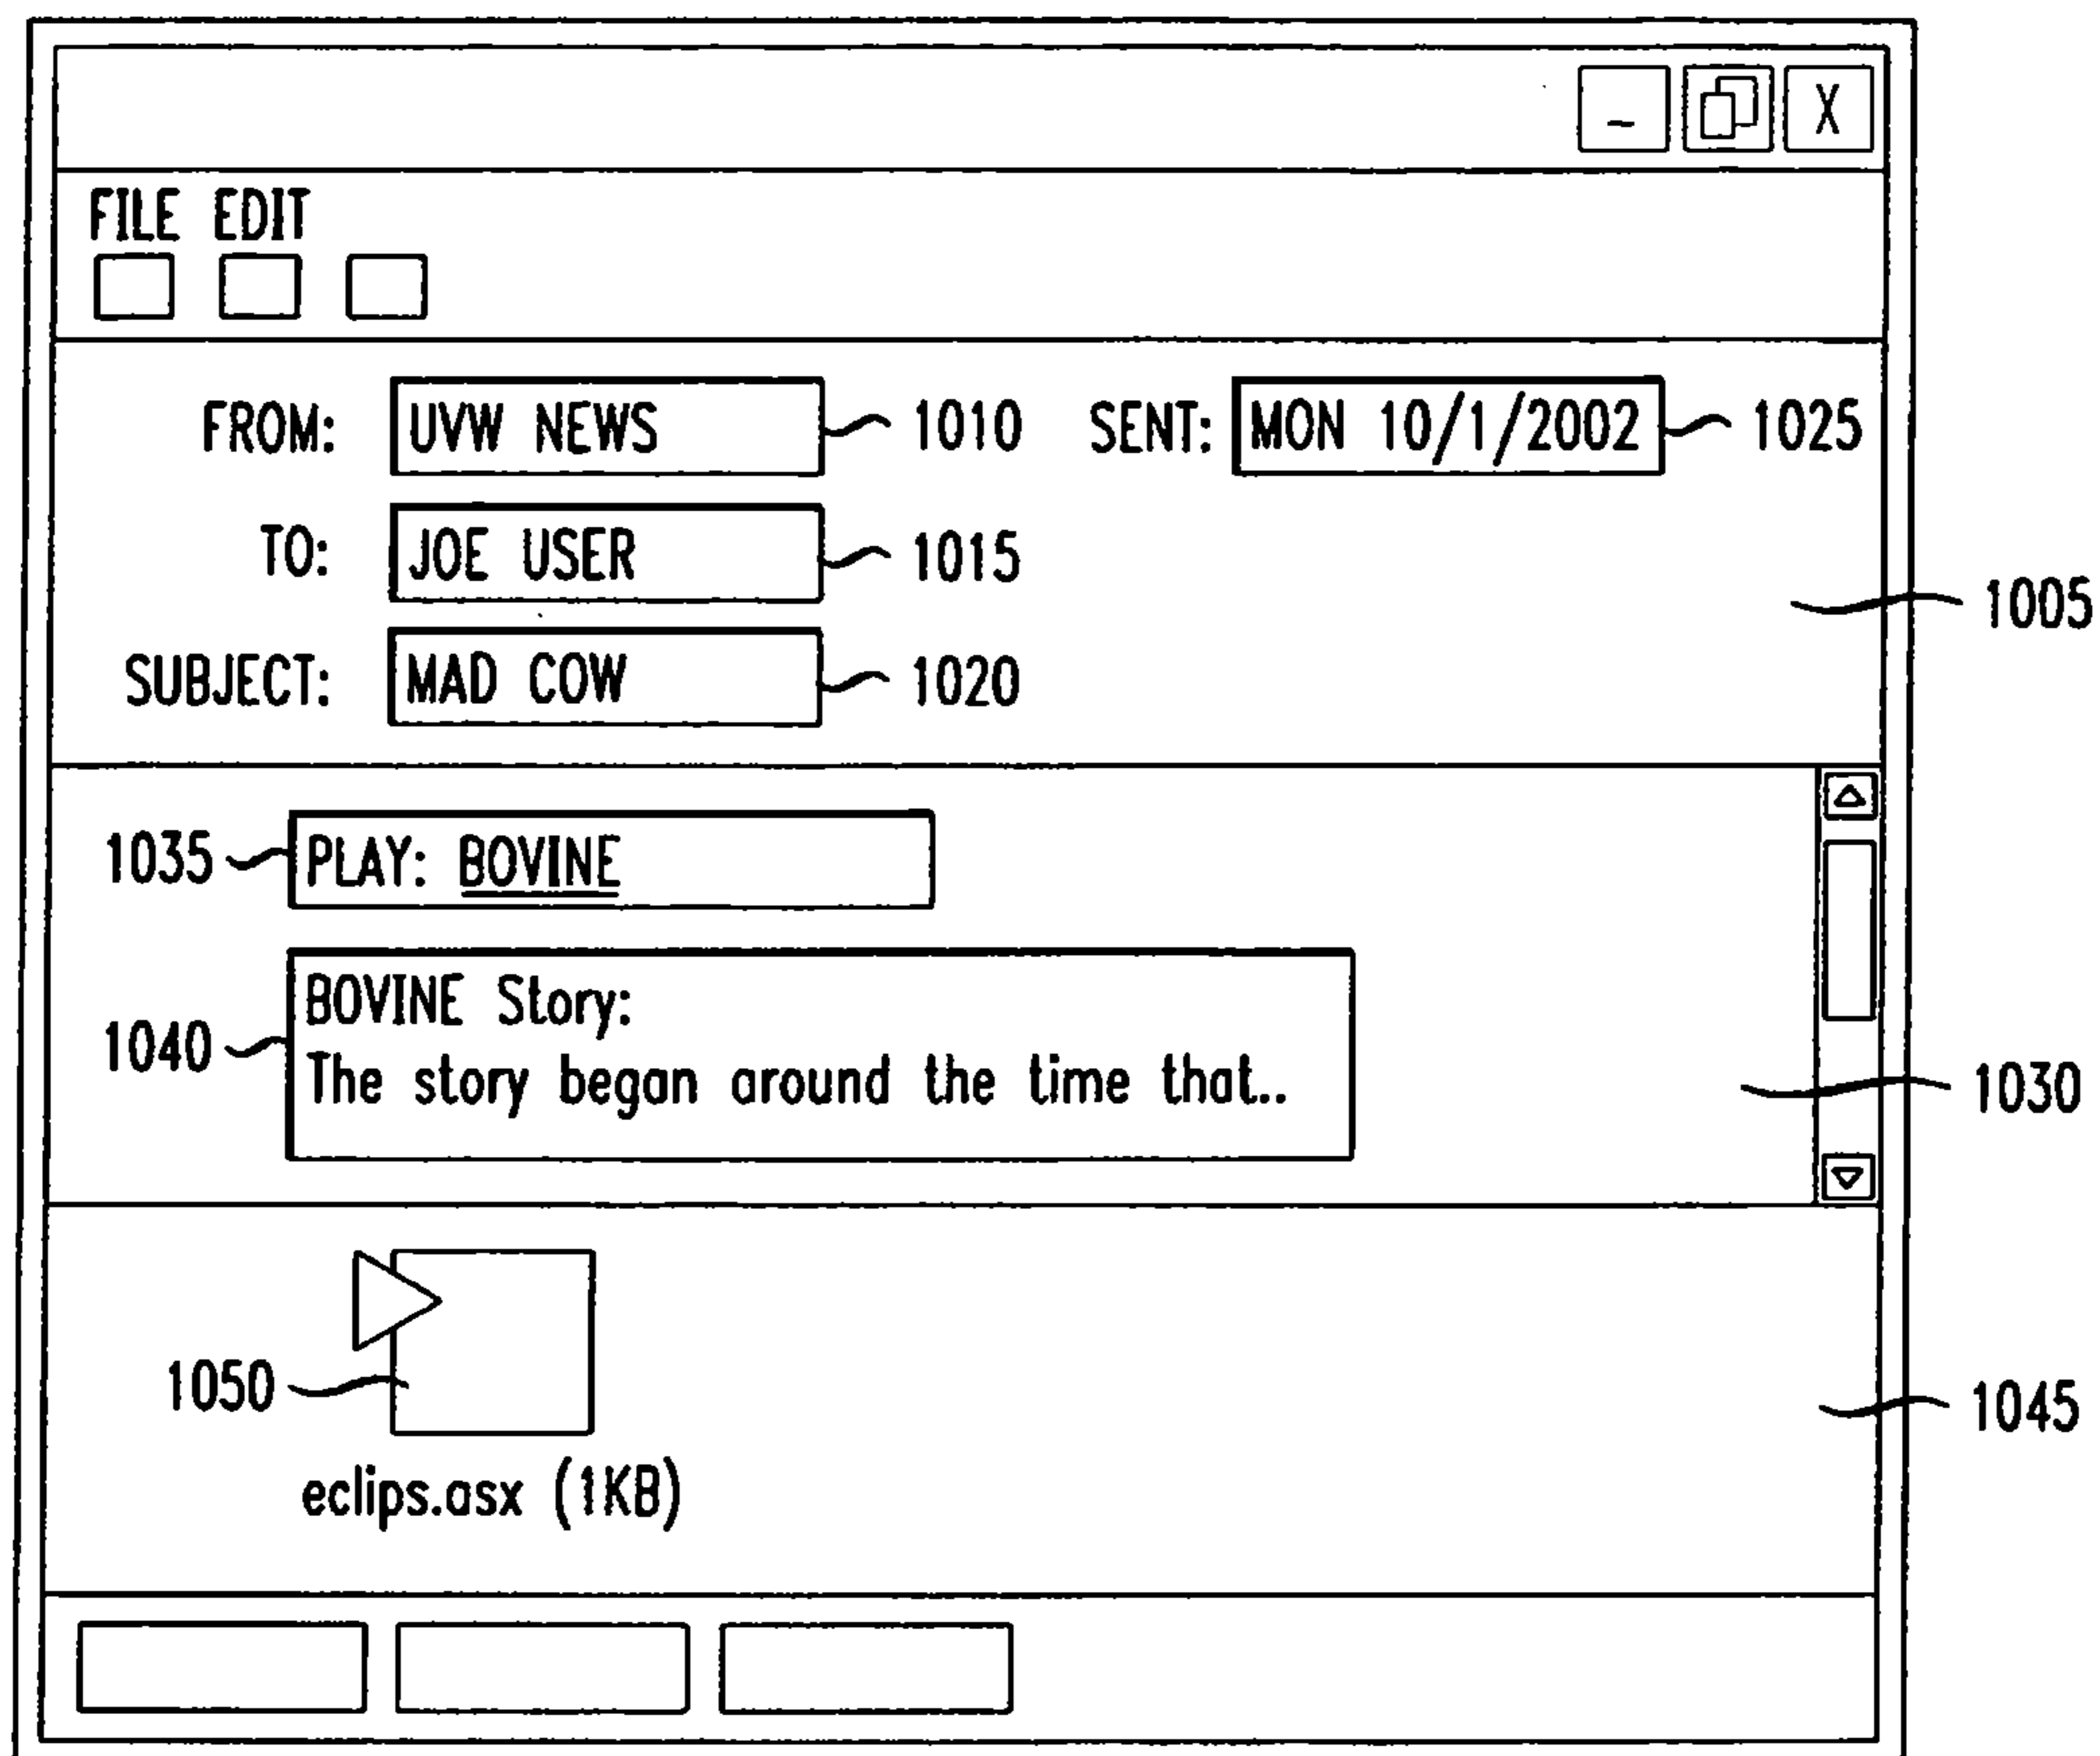 X
FILE EDIT
FROM: UVW NEWS 1010 SENT: MON 10/1/2002 1025
TO: JOE USER 1015
1005
SUBJECT: MAD COW 1020
1035 PLAY: BOVINE
BOVINE Story:
1040
The story began around the time that..
1030
1050
1045
eclips.asx (1KB)